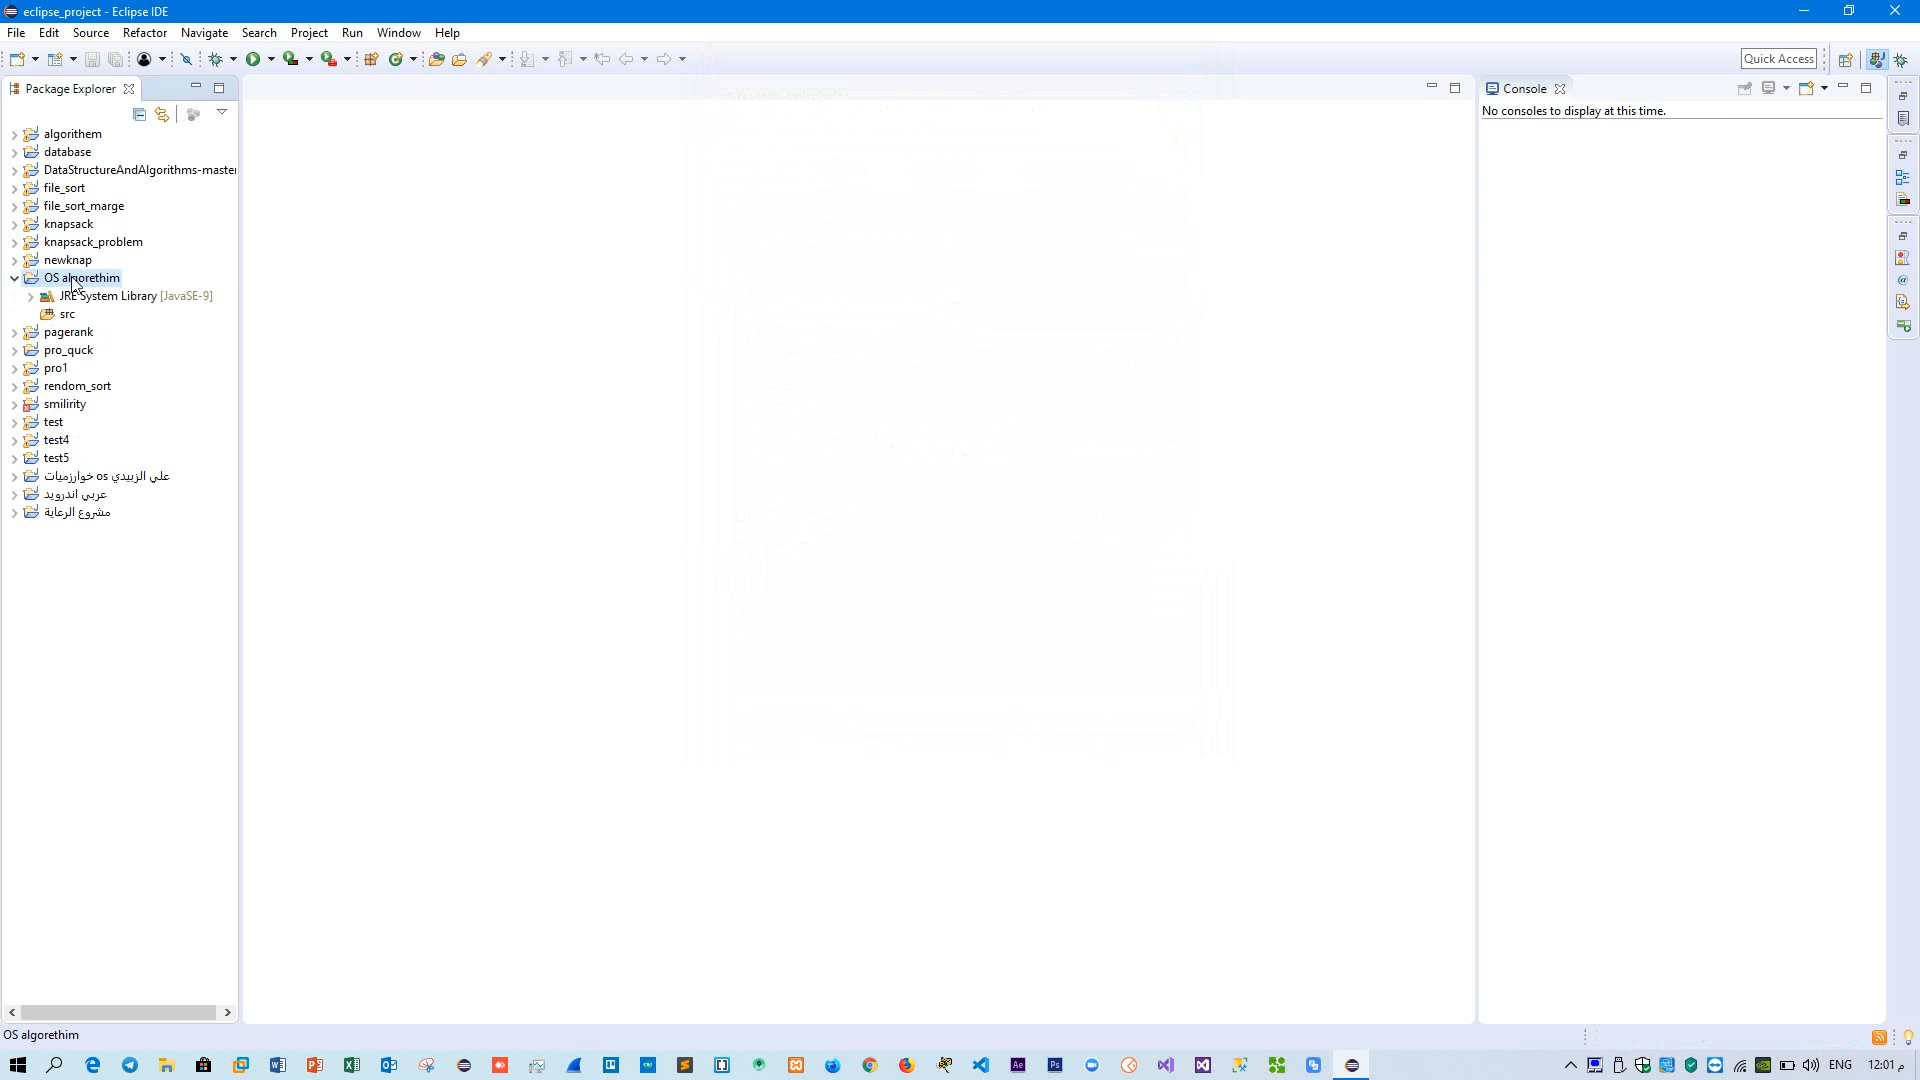 eclipse_project - Eclipse IDE
File Edit Source Refactor Navigate Search Project Run Window Help
Quick Access
Package Explorer
Console
No consoles to display at this time.
algorithem
database
DataStructureAndAlgorithms-master
file_sort
file_sort_marge
knapsack
knapsack_problem
newknap
OS algorethim
JRE System Library [JavaSE-9]
src
pagerank
pro_quck
pro1
rendom_sort
smilirity
test
test4
test5
خوارزميات os علي الزبيدي
عربي اندرويد
مشروع الرعاية
OS algorethim
ENG
12:01 م